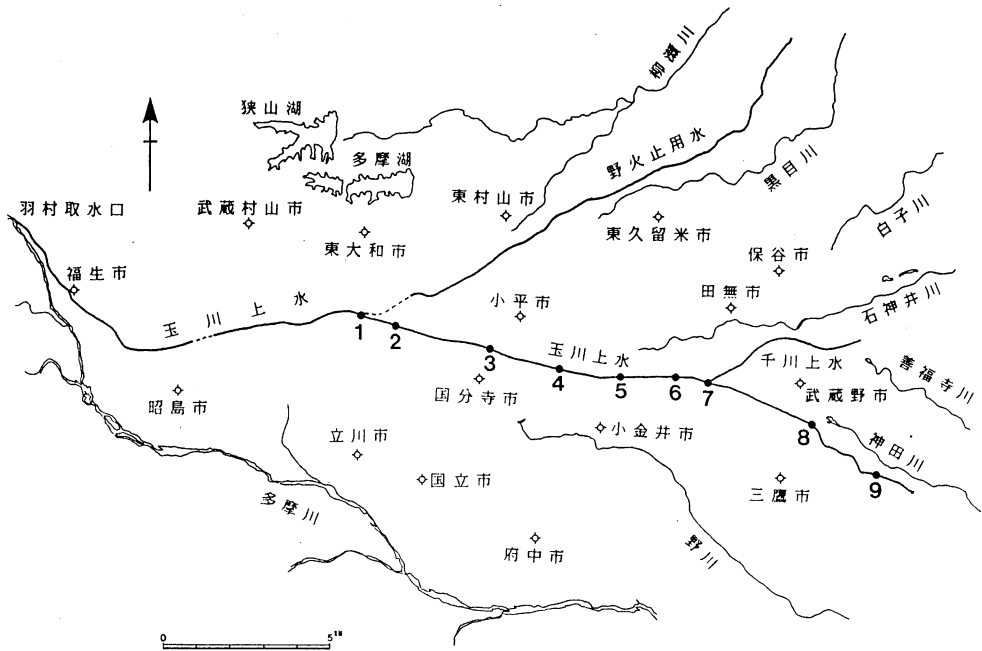 柳瀬川
狭山湖
多摩湖
野火止用水
黒目川
羽村取水口
武蔵村山市
東村山市
東大和市
東久留米市
白子川
保谷市
福生市
田無市
石神井川
玉川上水
小平市
1
2
3
玉川上水
4
5
6
7
千川上水
善福寺川
武蔵野市
国分寺市
昭島市
小金井市
8
神田川
立川市
国立市
三鷹市
9
多摩川
府中市
野川
0
5